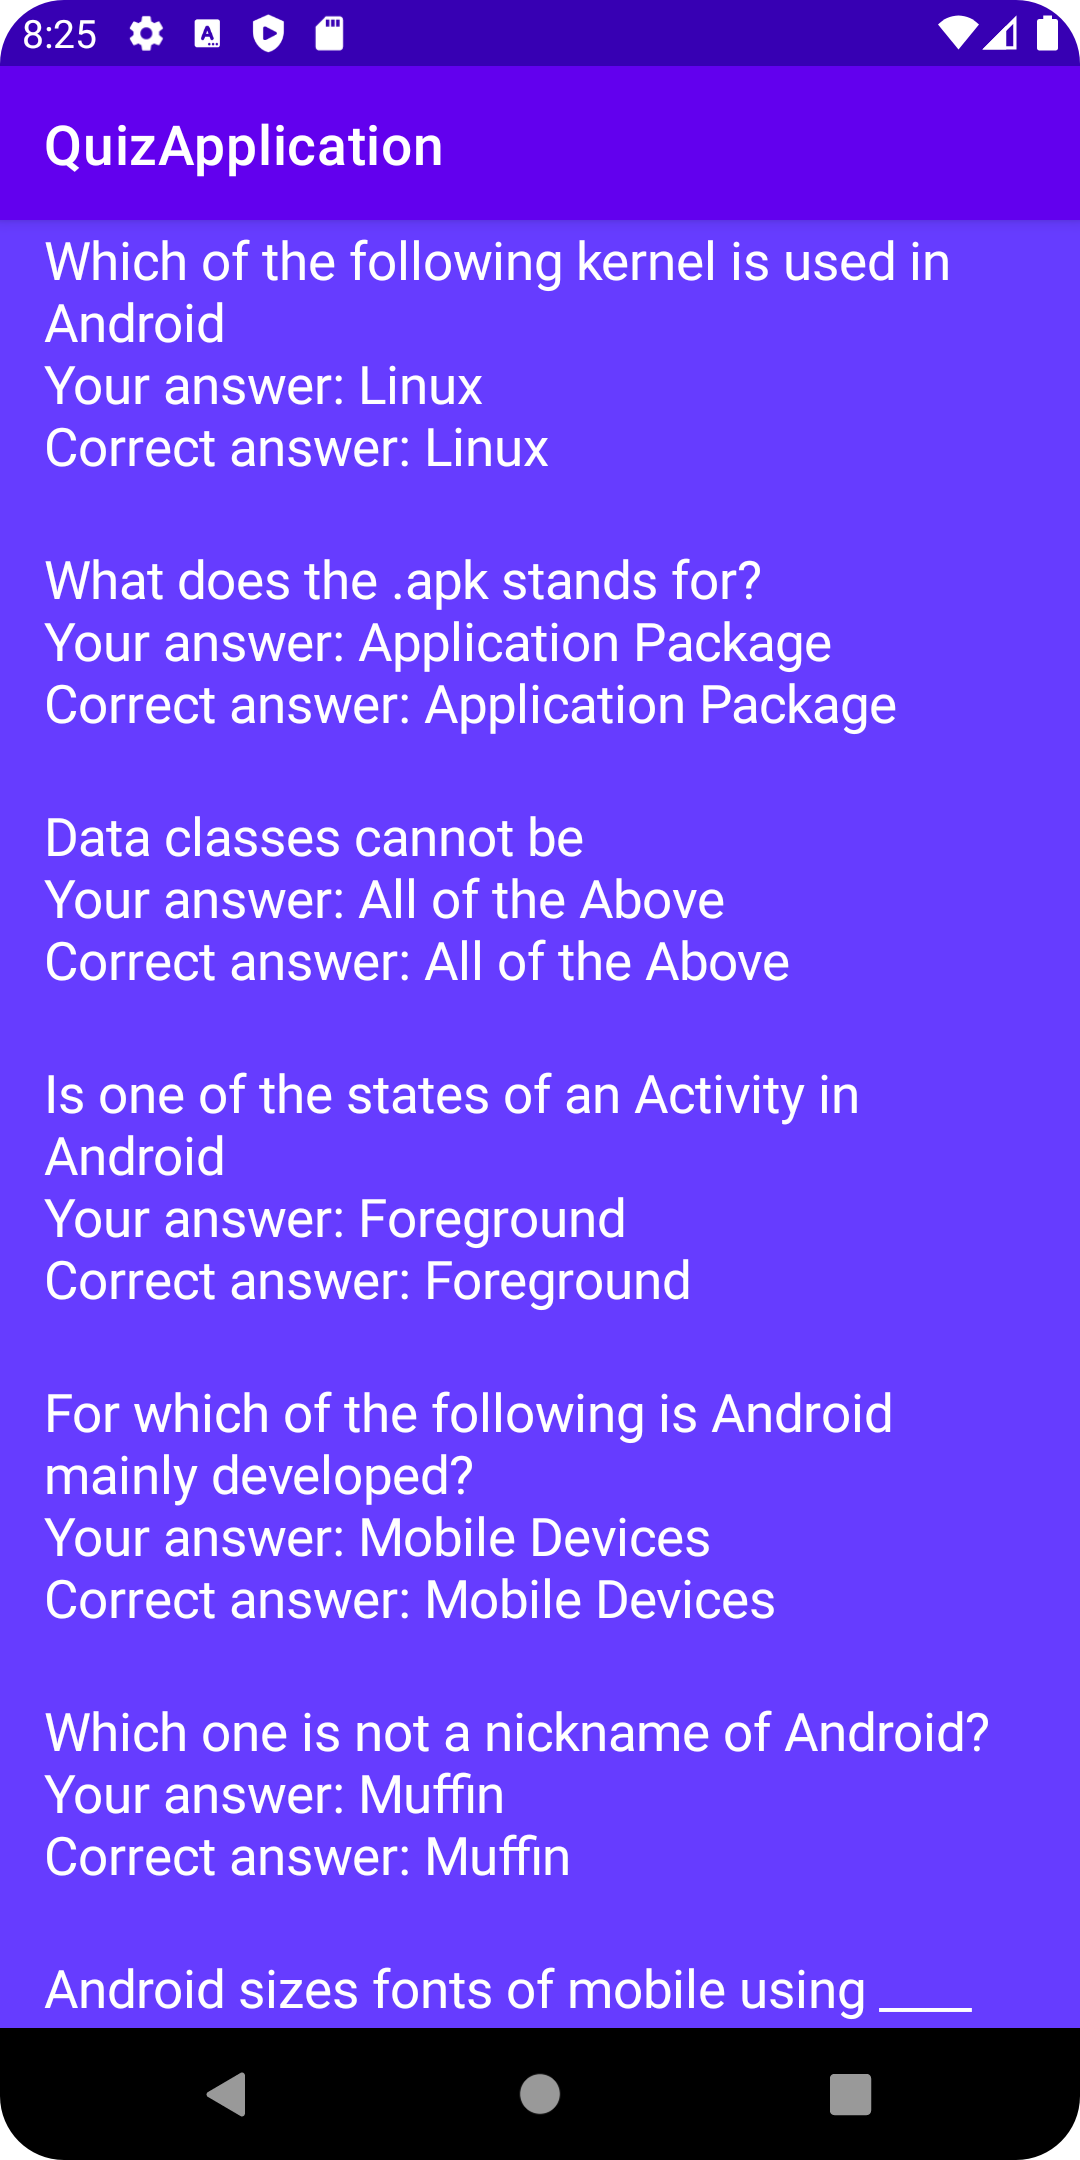 8:25
QuizApplication
Which of the following kernel is used in
Android
Your answer: Linux
Correct answer: Linux
What does the .apk stands for?
Your answer: Application Package
Correct answer: Application Package
Data classes cannot be
Your answer: All of the Above
Correct answer: All of the Above
Is one of the states of an Activity in
Android
Your answer: Foreground
Correct answer: Foreground
For which of the following is Android
mainly developed?
Your answer: Mobile Devices
Correct answer: Mobile Devices
Which one is not a nickname of Android?
Your answer: Muffin
Correct answer: Muffin
Android sizes fonts of mobile using ____